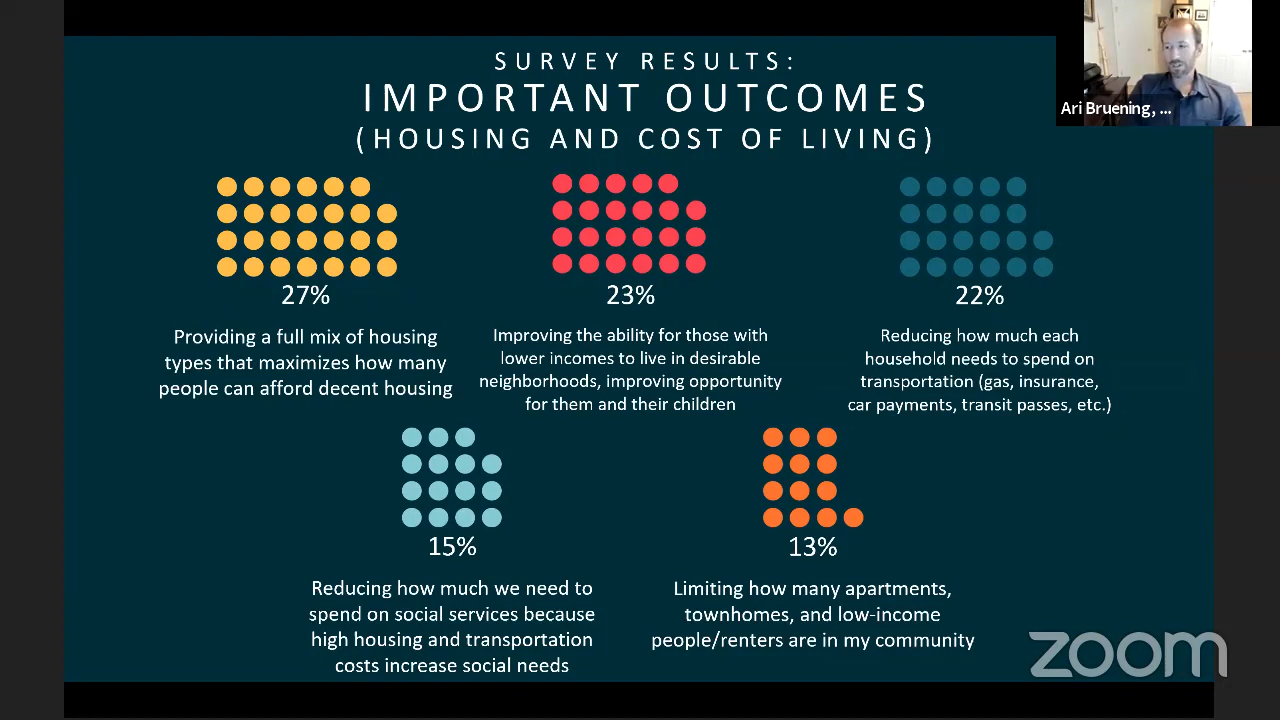 SURVEY RESULTS:
IMPORTANT OUTCOMES
(HOUSING AND COST OF LIVING)
Ari Bruening, ...
27%
Providing a full mix of housing
types that maximizes how many
people can afford decent housing
23%
Improving the ability for those with
lower incomes to live in desirable
neighborhoods, improving opportunity
for them and their children
22%
Reducing how much each
household needs to spend on
transportation (gas, insurance,
car payments, transit passes, etc.)
15%
Reducing how much we need to
spend on social services because
high housing and transportation
costs increase social needs
13%
Limiting how many apartments,
townhomes, and low-income
people/renters are in my community
zoom